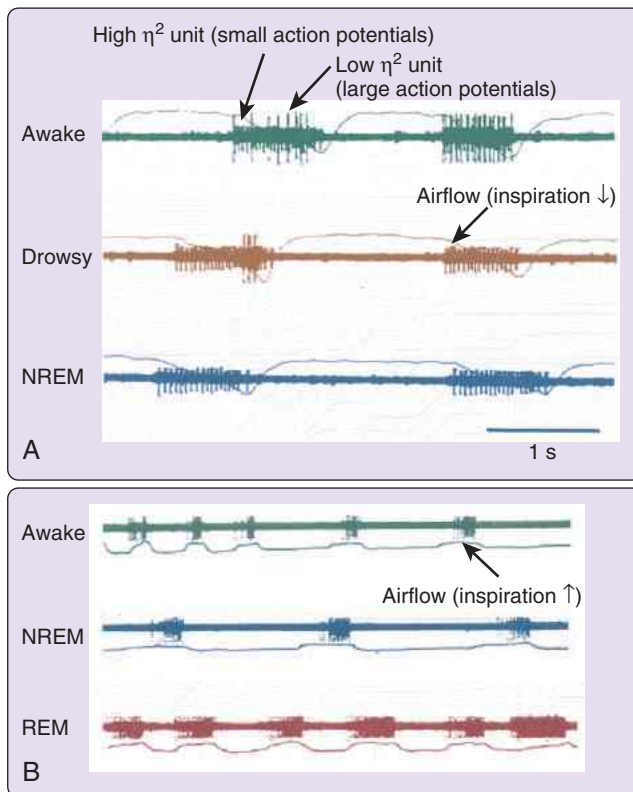 High η² unit (small action potentials)
Low η² unit
(large action potentials)
Awake
Airflow (inspiration ↓)
Drowsy
NREM
A
1 s
Awake
Airflow (inspiration ↑)
NREM
REM
B